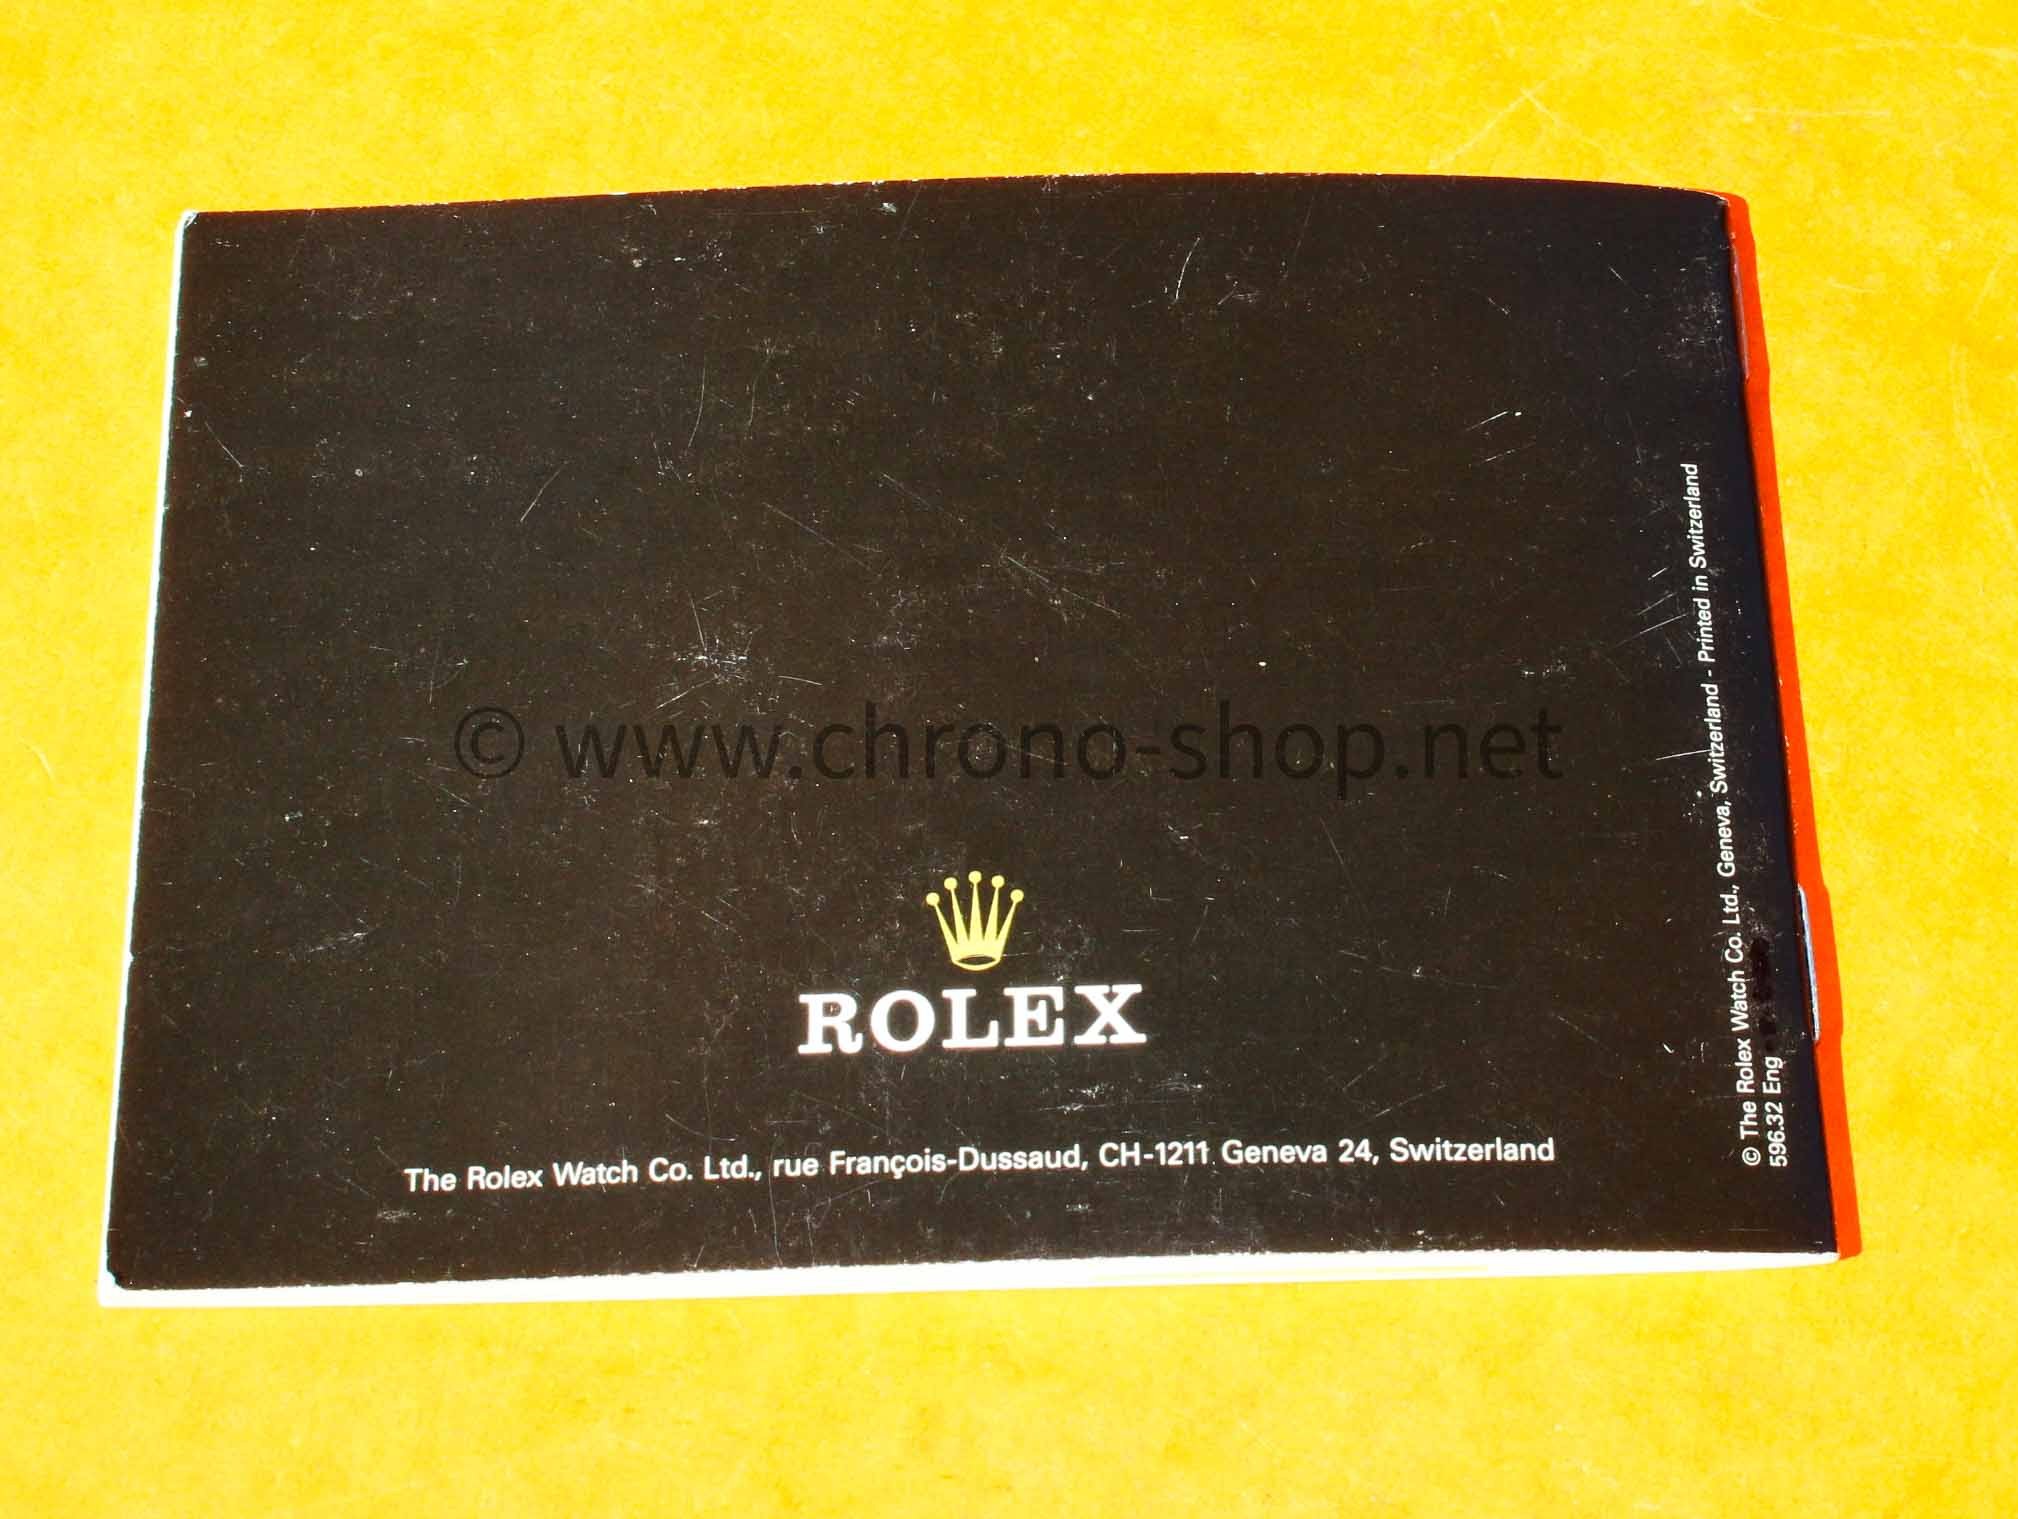 © www.chrono-shop.net
ROLEX
The Rolex Watch Co. Ltd., rue François-Dussaud, CH-1211 Geneva 24, Switzerland
© The Rolex Watch Co. Ltd., Geneva, Switzerland - Printed in Switzerland
596.32 Eng